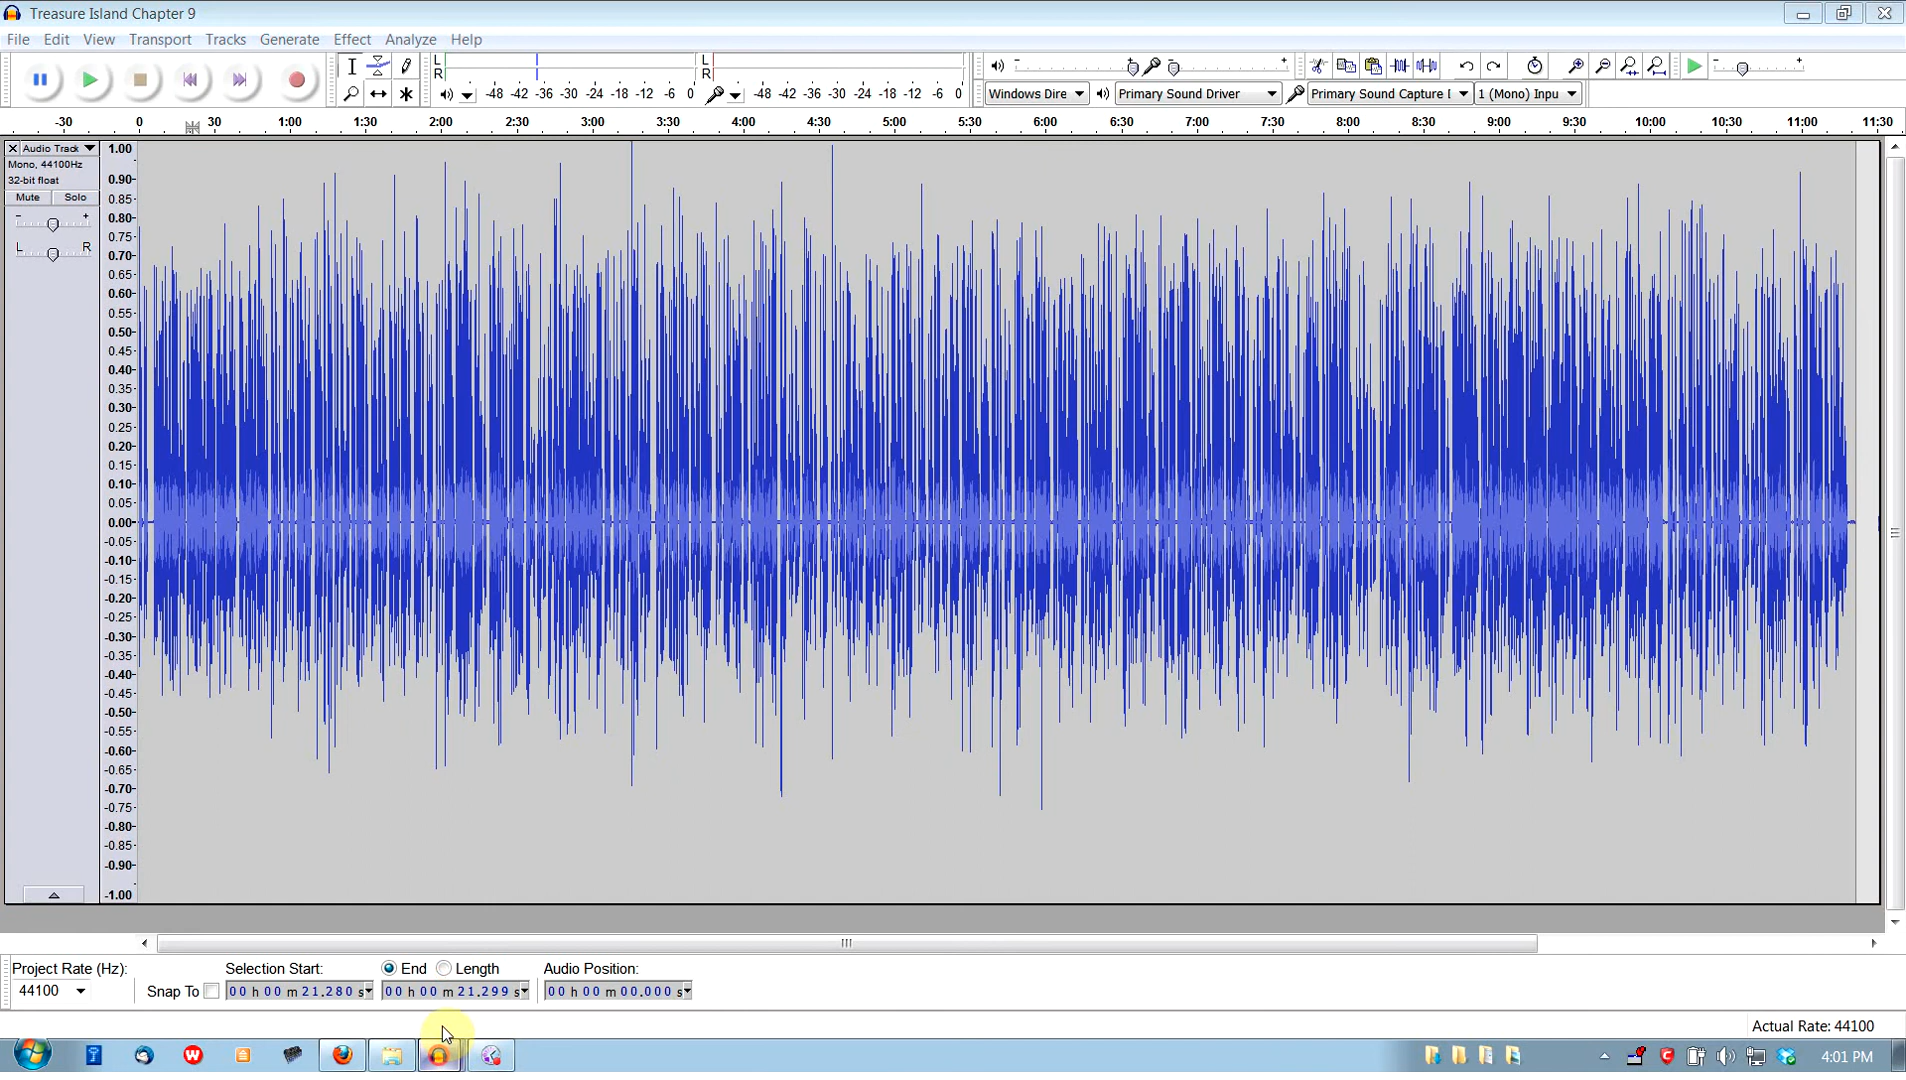 Treasure Island Chapter 9
File Edit View Transport Tracks Generate Effect Analyze Help
L
R
-48 -42 -36 -30 -24 -18 -12 -6 0
L
R
-48 -42 -36 -30 -24 -18 -12 -6 0
- + - +
- +
Windows Dire Primary Sound Driver Primary Sound Capture 1 (Mono) Inpu
-30 0 30 1:00 1:30 2:00 2:30 3:00 3:30 4:00 4:30 5:00 5:30 6:00 6:30 7:00 7:30 8:00 8:30 9:00 9:30 10:00 10:30 11:00 11:30
Audio Track
Mono, 44100Hz
32-bit float
Mute Solo
- +
L R
1.00
0.90
0.85
0.80
0.75
0.70
0.65
0.60
0.55
0.50
0.45
0.40
0.35
0.30
0.25
0.20
0.15
0.10
0.05
0.00
-0.05
-0.10
-0.15
-0.20
-0.25
-0.30
-0.35
-0.40
-0.45
-0.50
-0.55
-0.60
-0.65
-0.70
-0.75
-0.80
-0.85
-0.90
-1.00
Project Rate (Hz): Selection Start: End Length Audio Position:
44100 Snap To 00 h 00 m 21.280 s 00 h 00 m 21.299 s 00 h 00 m 00.000 s
Actual Rate: 44100
4:01 PM